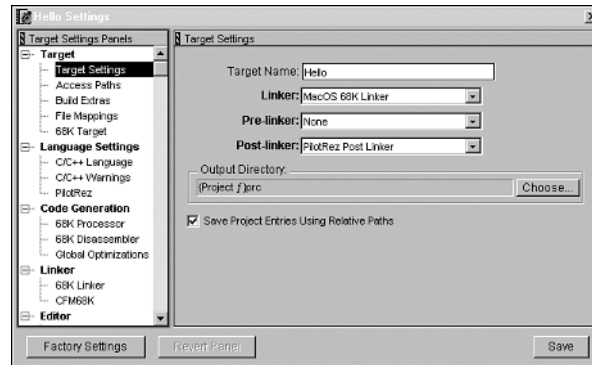 Hello Settings
Target Settings Panels
Target
Target Settings
Access Paths
Build Extras
File Mappings
68K Target
Language Settings
C/C++ Language
C/C++ Warnings
PilotRez
Code Generation
68K Processor
68K Disassembler
Global Optimizations
Linker
68K Linker
CFM68K
Editor
Target Settings
Target Name: Hello
Linker: MacOS 68K Linker
Pre-linker: None
Post-linker: PilotRez Post Linker
Output Directory:
{Project ƒ}prc
Choose...
Save Project Entries Using Relative Paths
Factory Settings
Revert Panel
Save